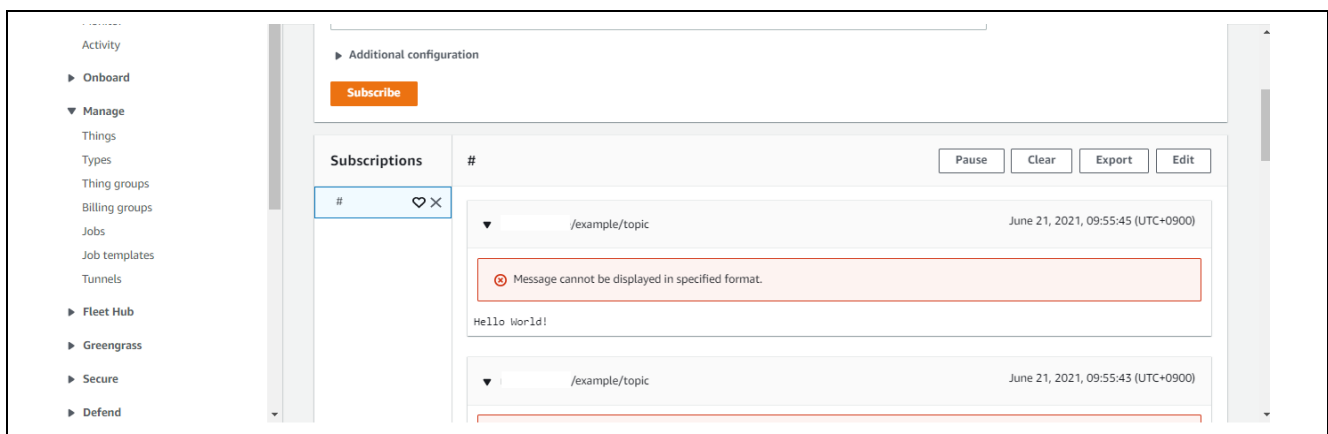 Activity
Onboard
Manage
Things
Types
Thing groups
Billing groups
Jobs
Job templates
Tunnels
Fleet Hub
Greengrass
Secure
Defend
Additional configuration
Subscribe
Subscriptions
#
Pause Clear Export Edit
#
/example/topic June 21, 2021, 09:55:45 (UTC+0900)
Message cannot be displayed in specified format.
Hello World!
/example/topic June 21, 2021, 09:55:43 (UTC+0900)